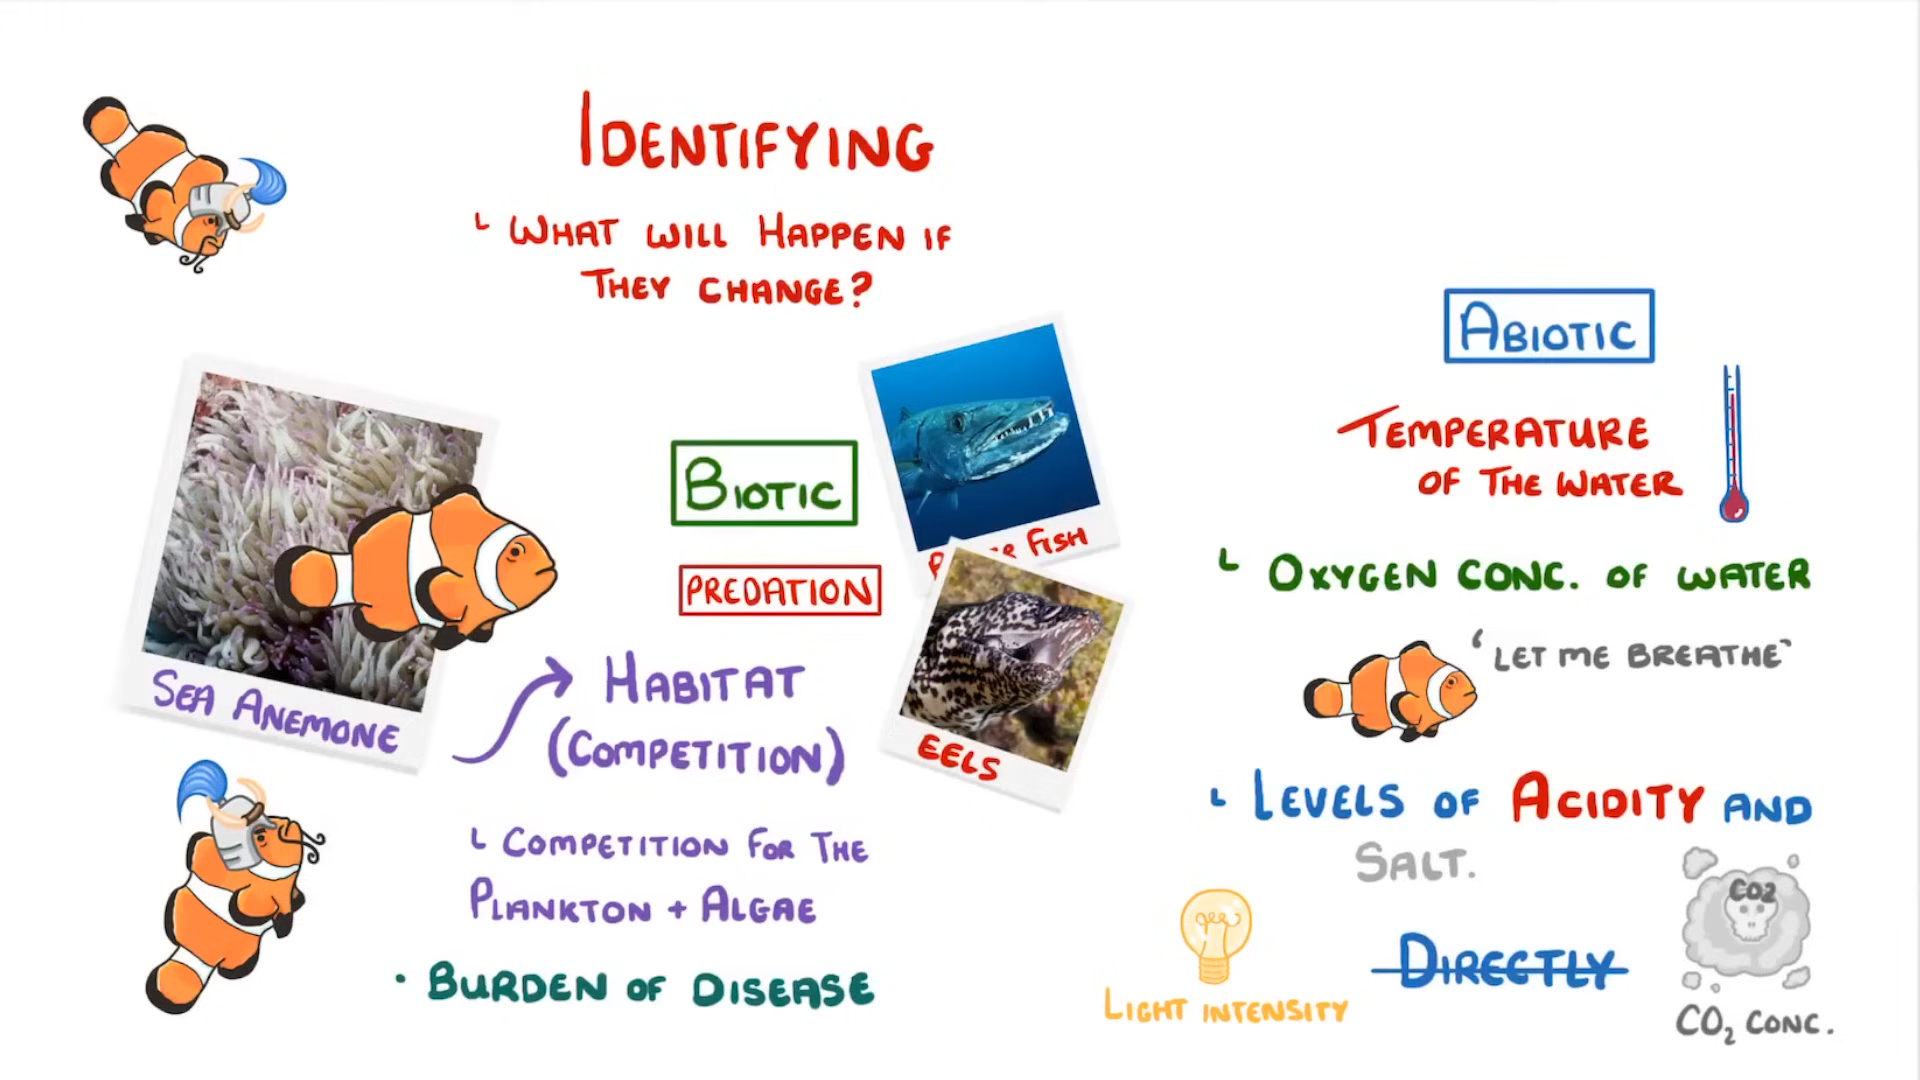 IDENTIFYING
WHAT WILL HAPPEN IF
THEY CHANGE?
BIOTIC
PREDATION
FISH
EELS
SEA ANEMONE
HABITAT
(COMPETITION)
COMPETITION FOR THE
PLANKTON + ALGAE
• BURDEN OF DISEASE
ABIOTIC
TEMPERATURE
OF THE WATER
OXYGEN CONC. OF WATER
'LET ME BREATHE'
LEVELS OF ACIDITY AND
SALT.
LIGHT INTENSITY
DIRECTLY
CO2
CO₂ CONC.